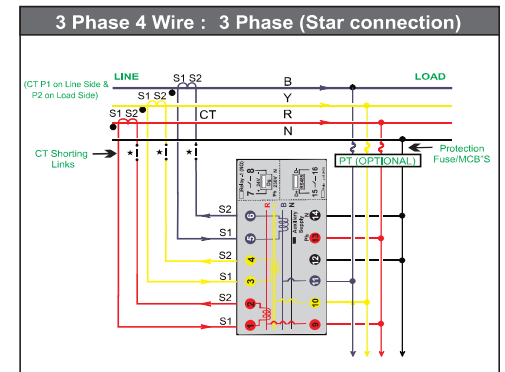 3 Phase 4 Wire : 3 Phase (Star connection)
LINE
LOAD
(CT P1 on Line Side &
P2 on Load Side)
S1 S2
B
S1 S2
Y
S1 S2
CT
R
N
CT Shorting
Links
PT (OPTIONAL)
Protection
Fuse/MCB'S
7 8
15 16
RS485
D+
D-
R
B
N
Auxiliary
Supply
Ph
N
S2
6
14
S1
5
13
S2
4
12
S1
3
11
S2
2
10
S1
1
9